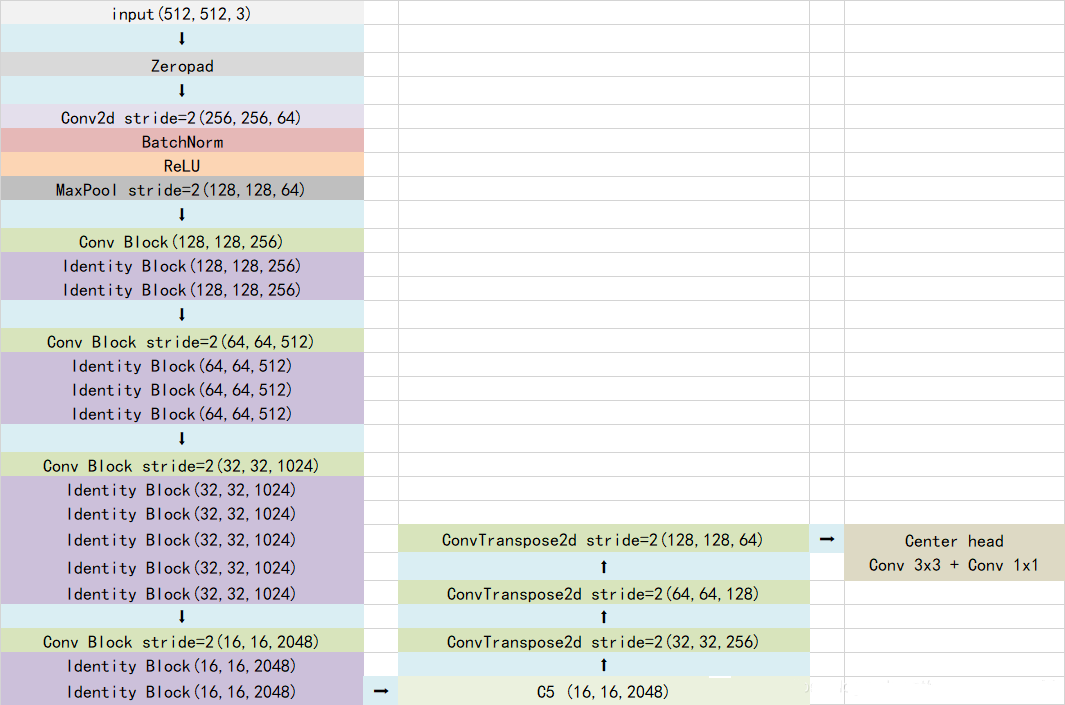 input(512,512,3)
↓
Zeropad
↓
Conv2d stride=2(256,256,64)
BatchNorm
ReLU
MaxPool stride=2(128,128,64)
↓
Conv Block(128,128,256)
Identity Block(128,128,256)
Identity Block(128,128,256)
↓
Conv Block stride=2(64,64,512)
Identity Block(64,64,512)
Identity Block(64,64,512)
Identity Block(64,64,512)
↓
Conv Block stride=2(32,32,1024)
Identity Block(32,32,1024)
Identity Block(32,32,1024)
Identity Block(32,32,1024)
Identity Block(32,32,1024)
Identity Block(32,32,1024)
↓
Conv Block stride=2(16,16,2048)
Identity Block(16,16,2048)
Identity Block(16,16,2048)
→
C5 (16,16,2048)
↑
ConvTranspose2d stride=2(32,32,256)
↑
ConvTranspose2d stride=2(64,64,128)
↑
ConvTranspose2d stride=2(128,128,64)
→
Center head
Conv 3x3 + Conv 1x1